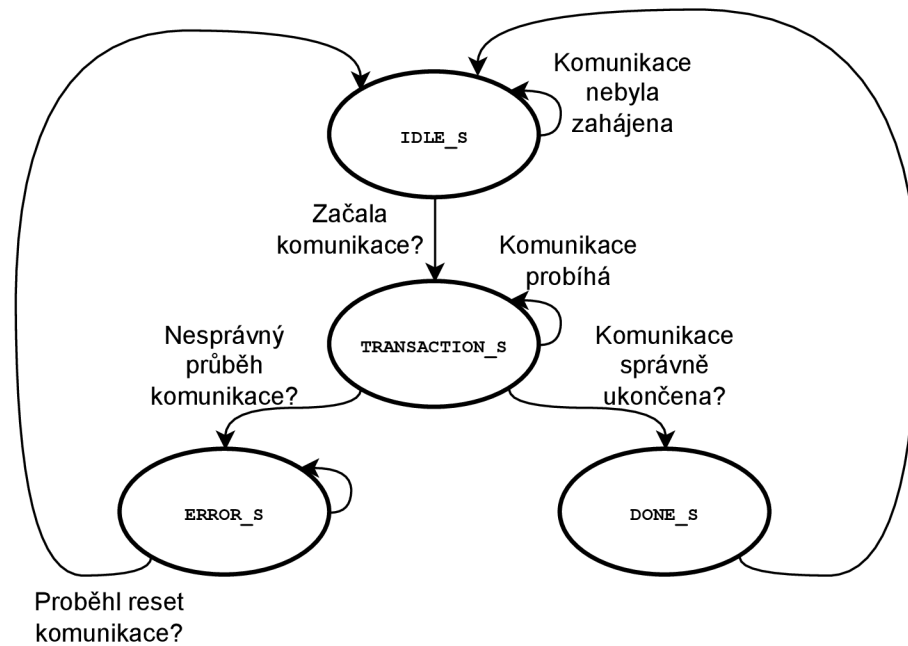 Komunikace
nebyla
zahájena
IDLE_S
Začala
komunikace?
Komunikace
probíhá
TRANSACTION_S
Nesprávný
průběh
komunikace?
Komunikace
správně
ukončena?
ERROR_S
DONE_S
Proběhl reset
komunikace?